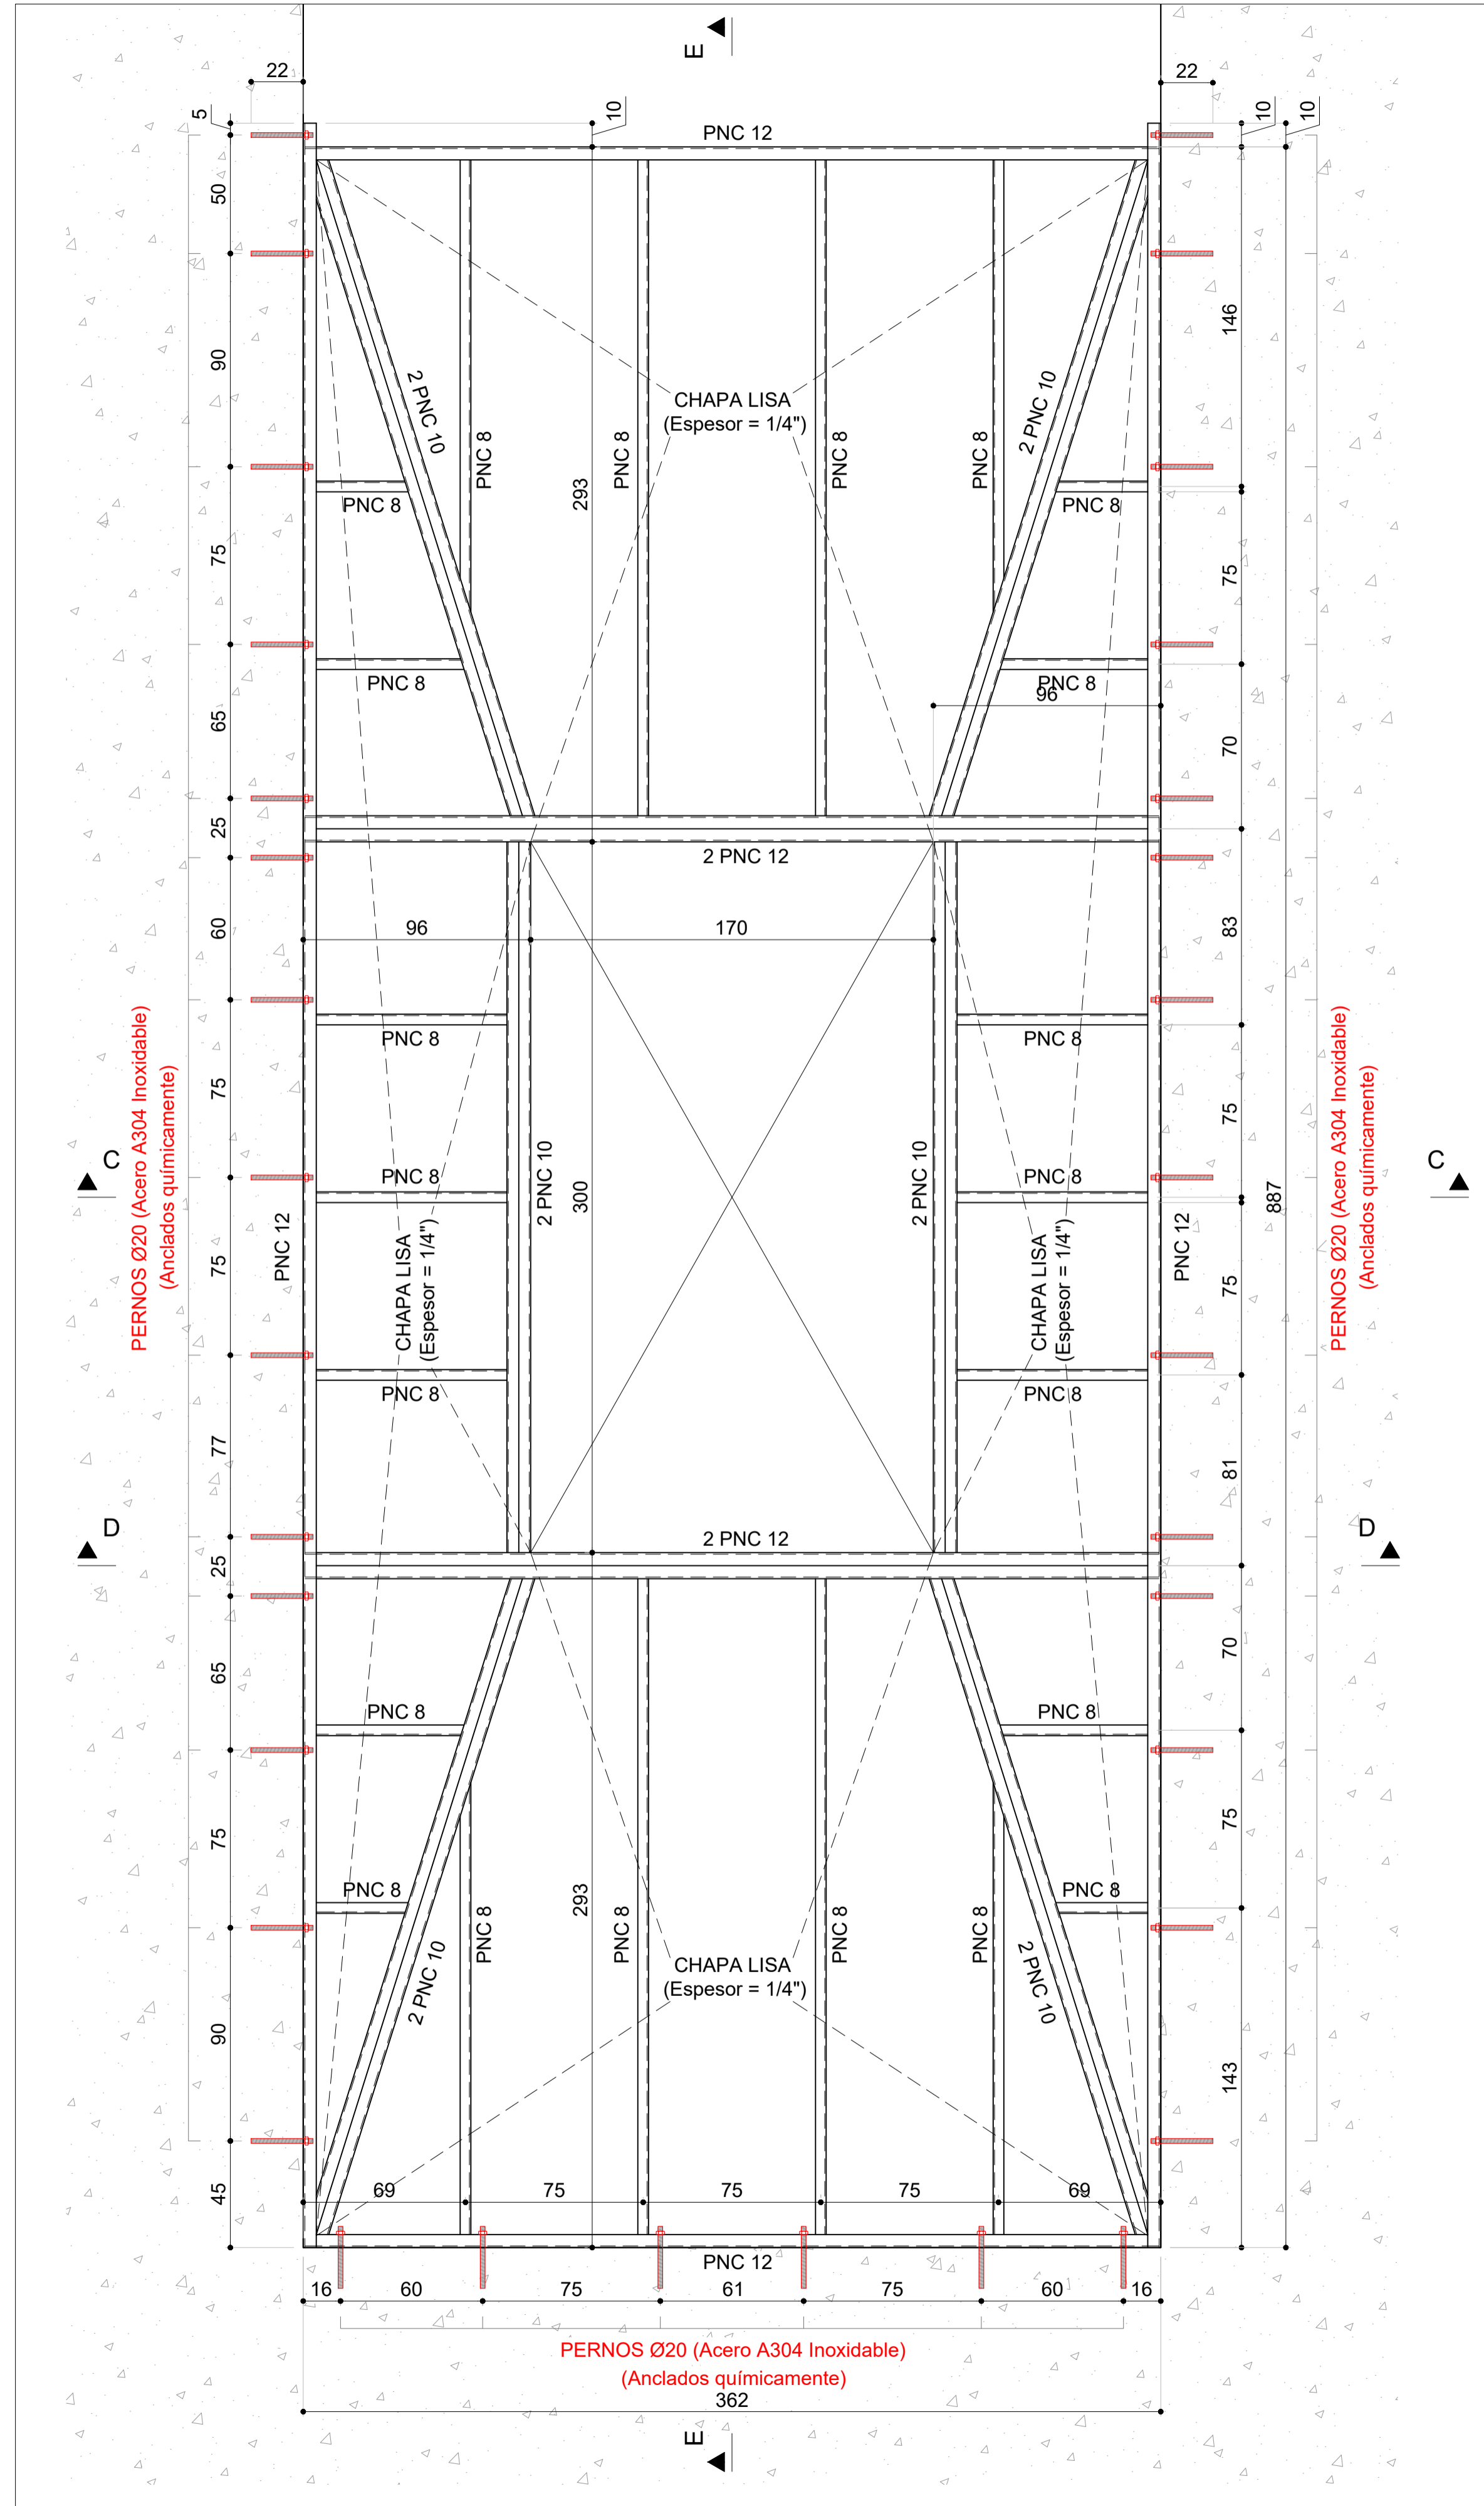 E
22
22
5
10
10
10
PNC 12
50
90
146
2 PNC 10
2 PNC 10
CHAPA LISA
(Espesor = 1/4")
PNC 8
PNC 8
PNC 8
PNC 8
293
PNC 8
PNC 8
75
75
PNC 8
PNC 8
96
65
70
25
2 PNC 12
60
96
170
83
PNC 8
PNC 8
PERNOS Ø20 (Acero A304 Inoxidable)
(Anclados químicamente)
75
75
C
PNC 8
PNC 8
C
2 PNC 10
300
2 PNC 10
887
PERNOS Ø20 (Acero A304 Inoxidable)
(Anclados químicamente)
PNC 12
PNC 12
75
75
CHAPA LISA
(Espesor = 1/4")
CHAPA LISA
(Espesor = 1/4")
PNC 8
PNC 8
77
81
D
D
2 PNC 12
25
65
70
PNC 8
PNC 8
75
75
PNC 8
PNC 8
293
PNC 8
PNC 8
PNC 8
PNC 8
2 PNC 10
2 PNC 10
CHAPA LISA
(Espesor = 1/4")
90
143
45
69
75
75
75
69
PNC 12
16
60
75
61
75
60
16
PERNOS Ø20 (Acero A304 Inoxidable)
(Anclados químicamente)
362
E